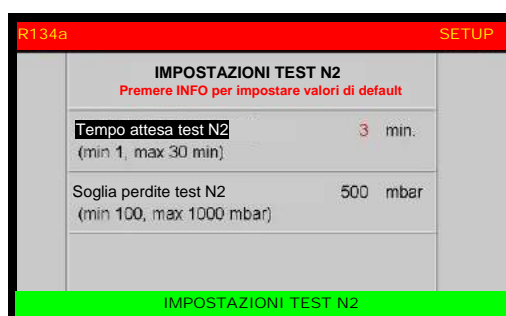 R134a SETUP
IMPOSTAZIONI TEST N2
Premere INFO per impostare valori di default
Tempo attesa test N2 3 min.
(min 1, max 30 min)
Soglia perdite test N2 500 mbar
(min 100, max 1000 mbar)
IMPOSTAZIONI TEST N2